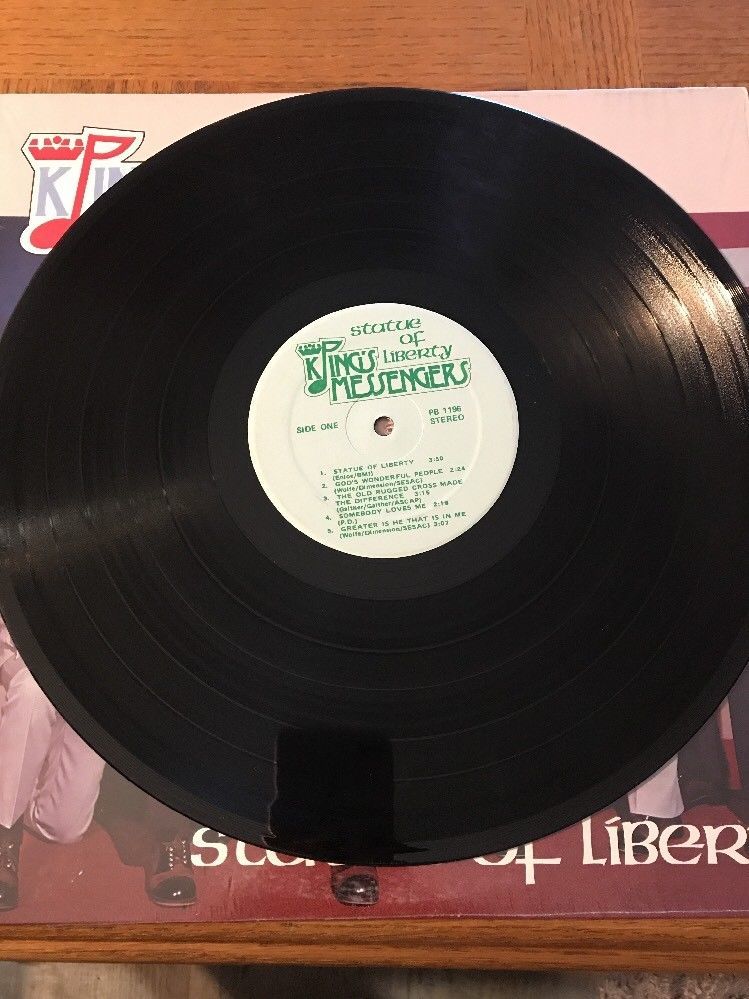 KIN
statue
of
Liberty
KING'S
MESSENGERS
SIDE ONE
PB 1196
STEREO
1. STATUE OF LIBERTY 3:50
(Enloe/BMI)
2. GOD'S WONDERFUL PEOPLE 2:24
(Wolfe/Dimension/SESAC)
3. THE OLD RUGGED CROSS MADE
THE DIFFERENCE 3:15
(Gaither/Gaither/ASCAP)
4. SOMEBODY LOVES ME 2:18
(P.D.)
5. GREATER IS HE THAT IS IN ME
(Wolfe/Dimension/SESAC) 3:07
of Liber